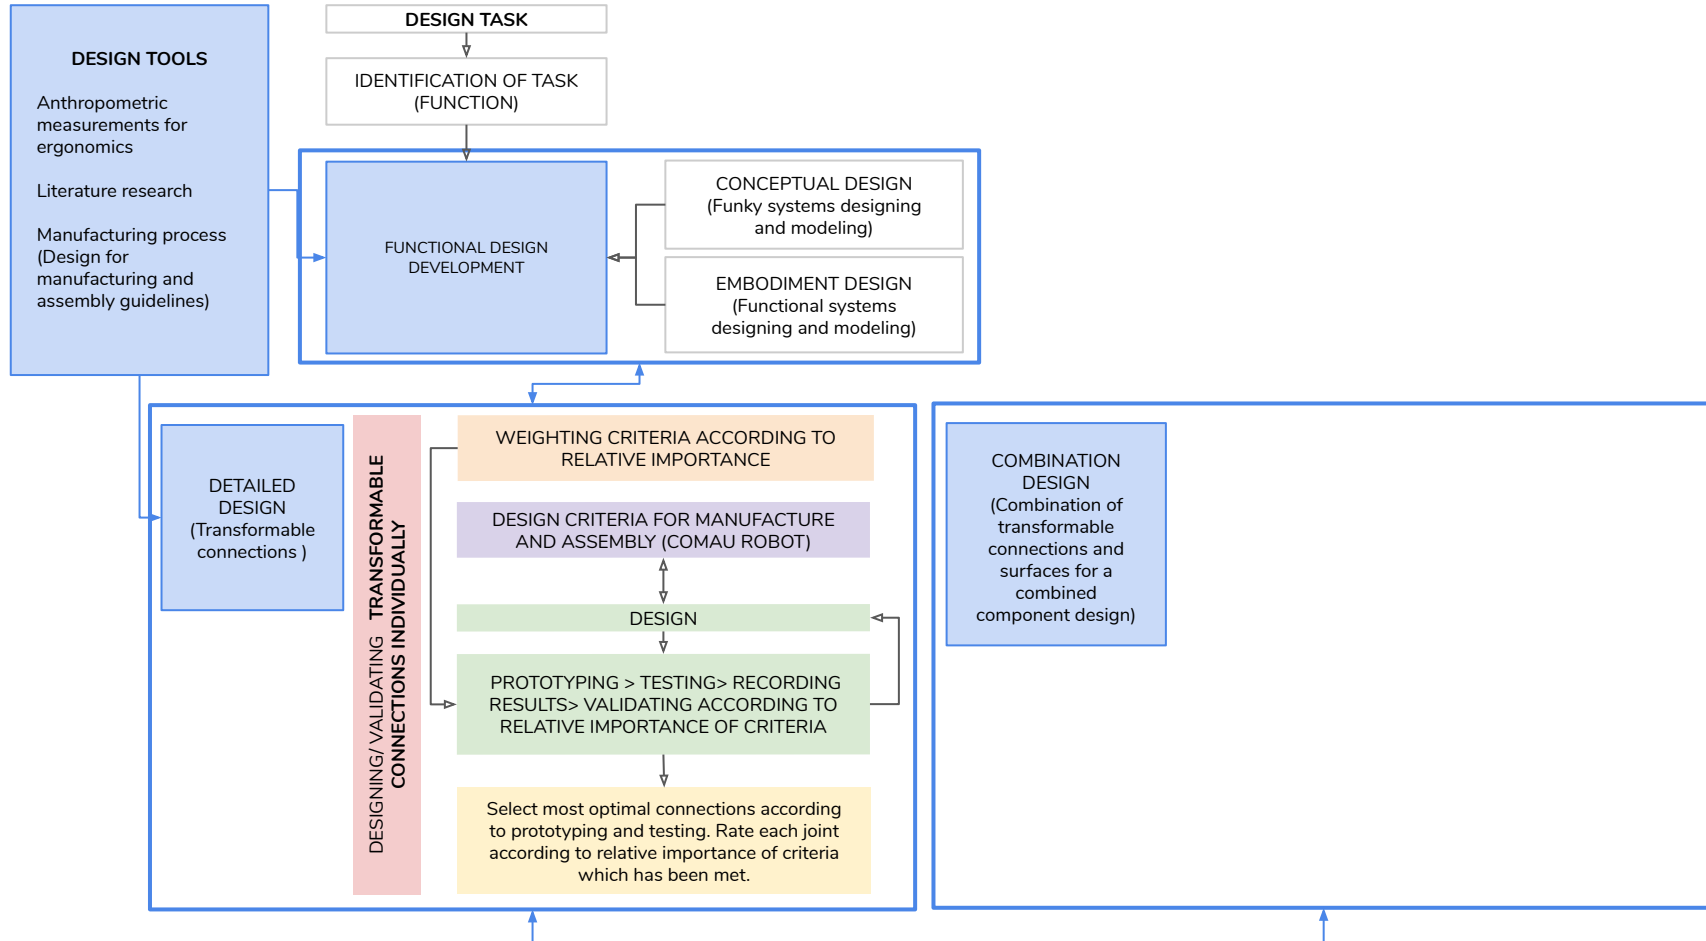 DESIGN TOOLS
Anthropometric
measurements for
ergonomics
Literature research
Manufacturing process
(Design for
manufacturing and
assembly guidelines)
DESIGN TASK
IDENTIFICATION OF TASK
(FUNCTION)
FUNCTIONAL DESIGN
DEVELOPMENT
CONCEPTUAL DESIGN
(Funky systems designing
and modeling)
EMBODIMENT DESIGN
(Functional systems
designing and modeling)
DETAILED
DESIGN
(Transformable
connections )
DESIGNING/ VALIDATING TRANSFORMABLE
CONNECTIONS INDIVIDUALLY
WEIGHTING CRITERIA ACCORDING TO
RELATIVE IMPORTANCE
DESIGN CRITERIA FOR MANUFACTURE
AND ASSEMBLY (COMAU ROBOT)
DESIGN
PROTOTYPING > TESTING> RECORDING
RESULTS> VALIDATING ACCORDING TO
RELATIVE IMPORTANCE OF CRITERIA
Select most optimal connections according
to prototyping and testing. Rate each joint
according to relative importance of criteria
which has been met.
COMBINATION
DESIGN
(Combination of
transformable
connections and
surfaces for a
combined
component design)